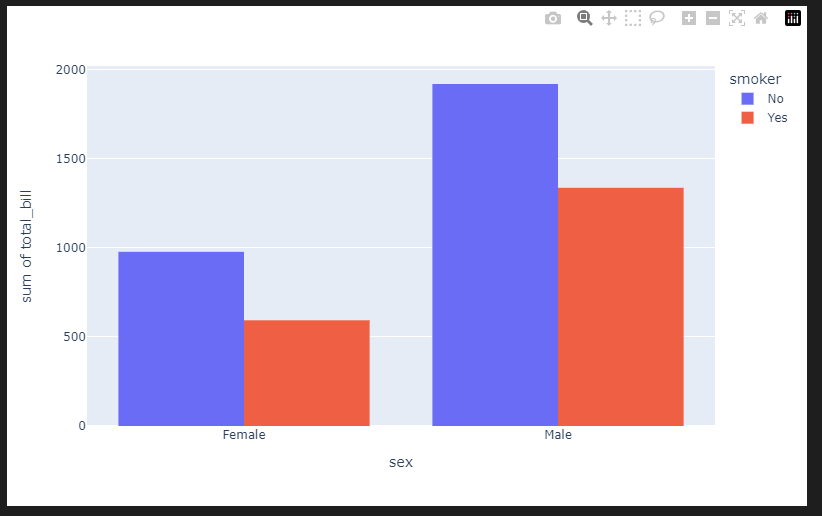 2000
1500
1000
500
0
sum of total_bill
Female
Male
sex
smoker
No
Yes